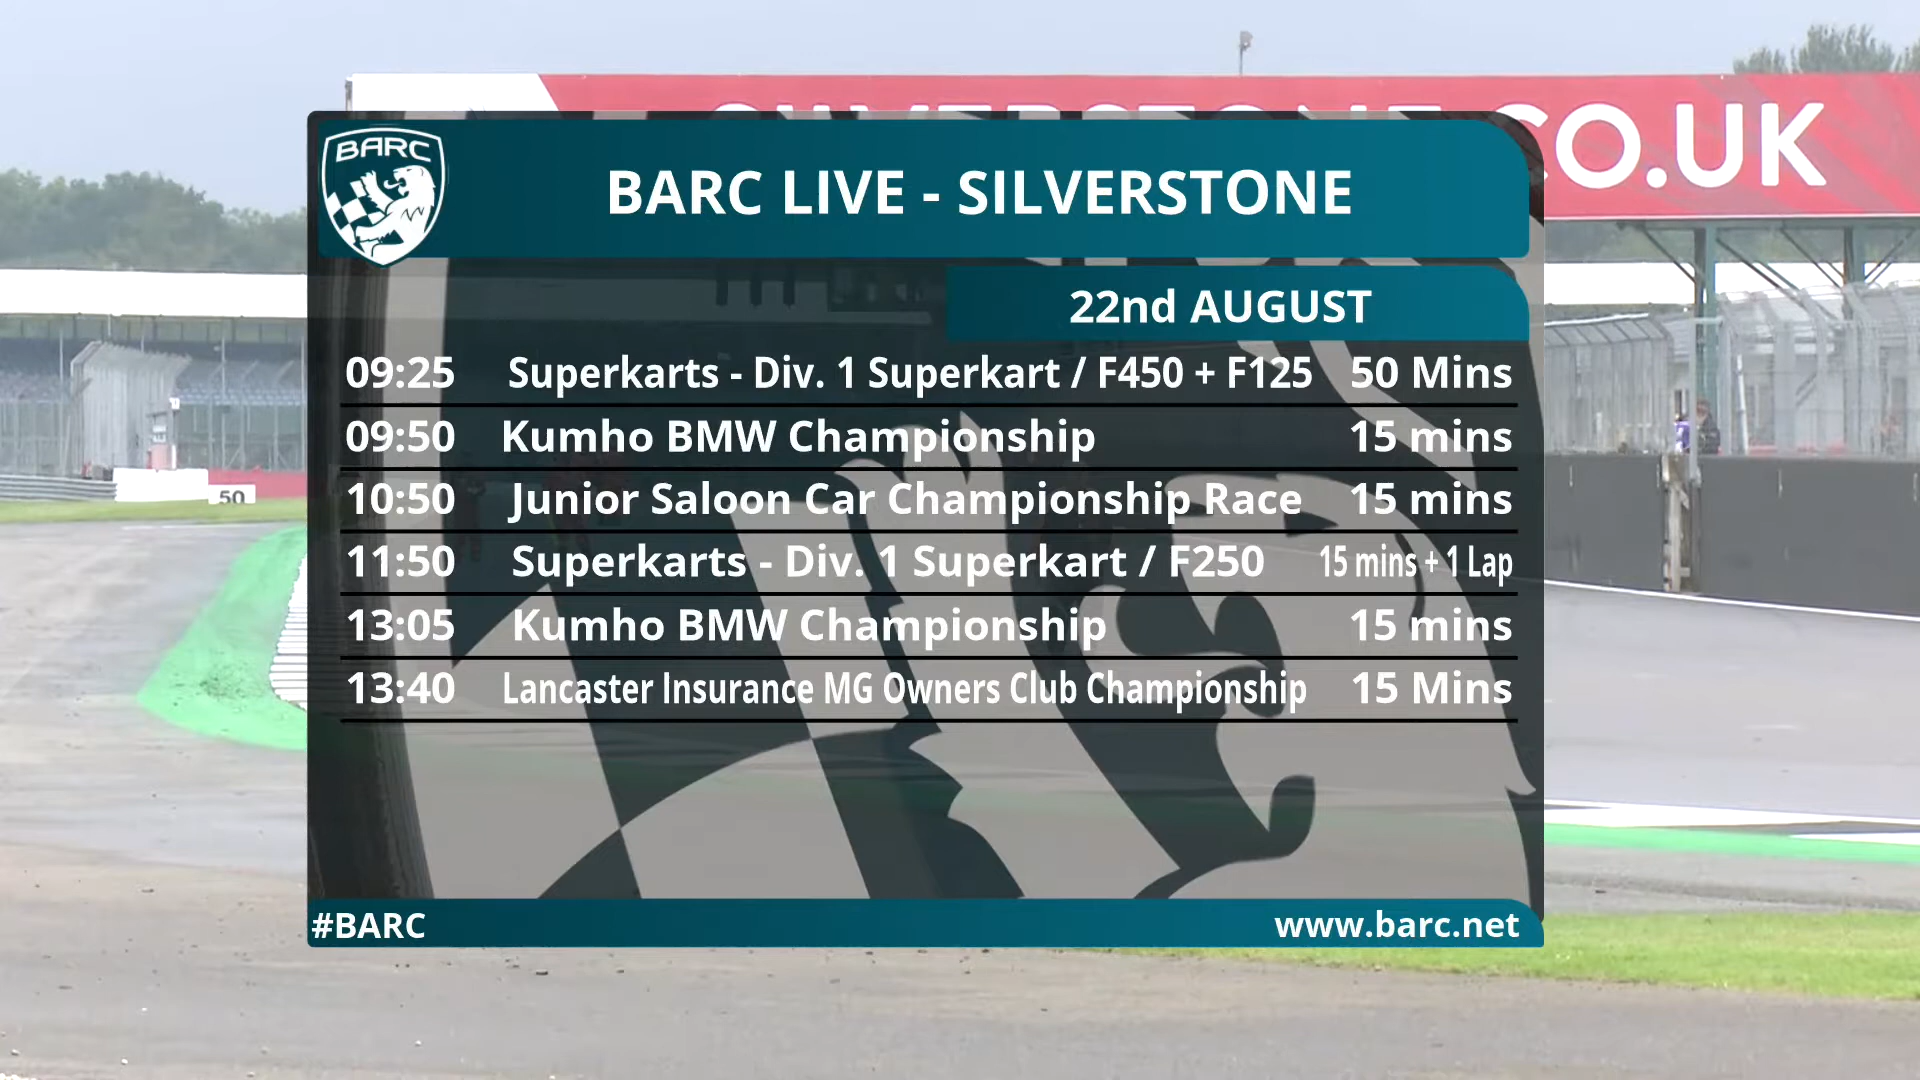 SILVERSTONE.CO.UK
BARC
BARC LIVE - SILVERSTONE
22nd AUGUST
09:25 Superkarts - Div. 1 Superkart / F450 + F125 50 Mins
09:50 Kumho BMW Championship 15 mins
10:50 Junior Saloon Car Championship Race 15 mins
11:50 Superkarts - Div. 1 Superkart / F250 15 mins + 1 Lap
13:05 Kumho BMW Championship 15 mins
13:40 Lancaster Insurance MG Owners Club Championship 15 Mins
50
#BARC www.barc.net